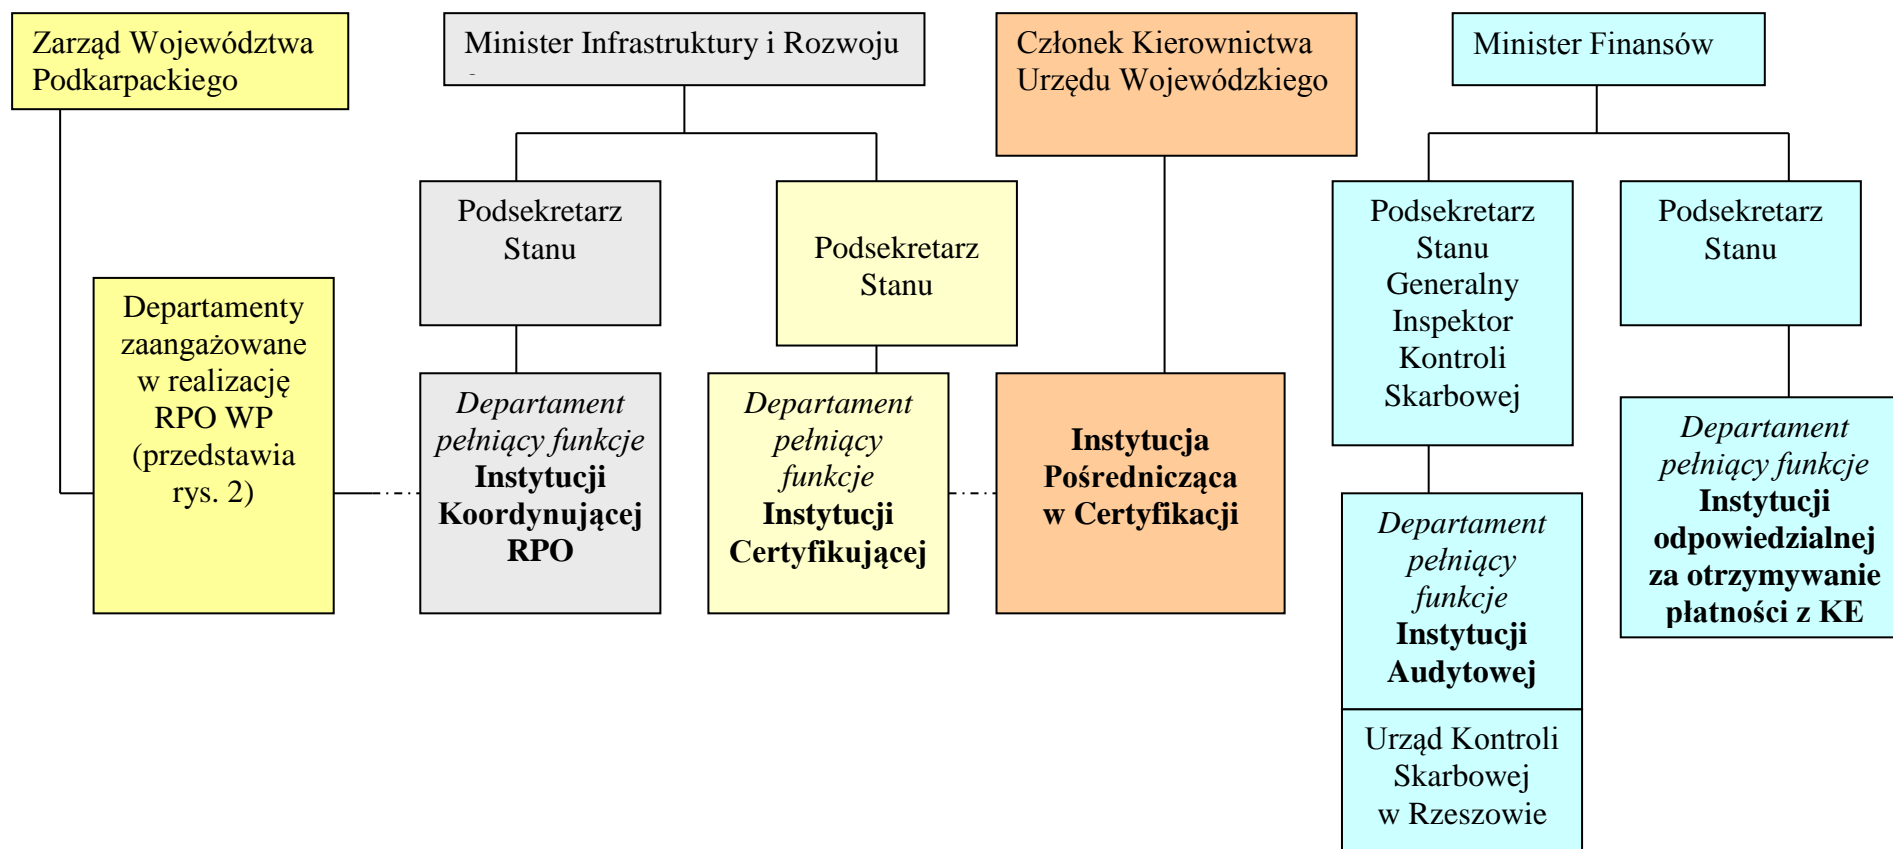 Zarząd Województwa
Podkarpackiego
Minister Infrastruktury i Rozwoju
Członek Kierownictwa
Urzędu Wojewódzkiego
Minister Finansów
Podsekretarz
Stanu
Podsekretarz
Stanu
Podsekretarz
Stanu
Generalny
Inspektor
Kontroli
Skarbowej
Podsekretarz
Stanu
Departamenty
zaangażowane
w realizację
RPO WP
(przedstawia
rys. 2)
Departament
pełniący funkcje
Instytucji
Koordynującej
RPO
Departament
pełniący
funkcje
Instytucji
Certyfikującej
Instytucja
Pośrednicząca
w Certyfikacji
Departament
pełniący
funkcje
Instytucji
Audytowej
Urząd Kontroli
Skarbowej
w Rzeszowie
Departament
pełniący funkcje
Instytucji
odpowiedzialnej
za otrzymywanie
płatności z KE